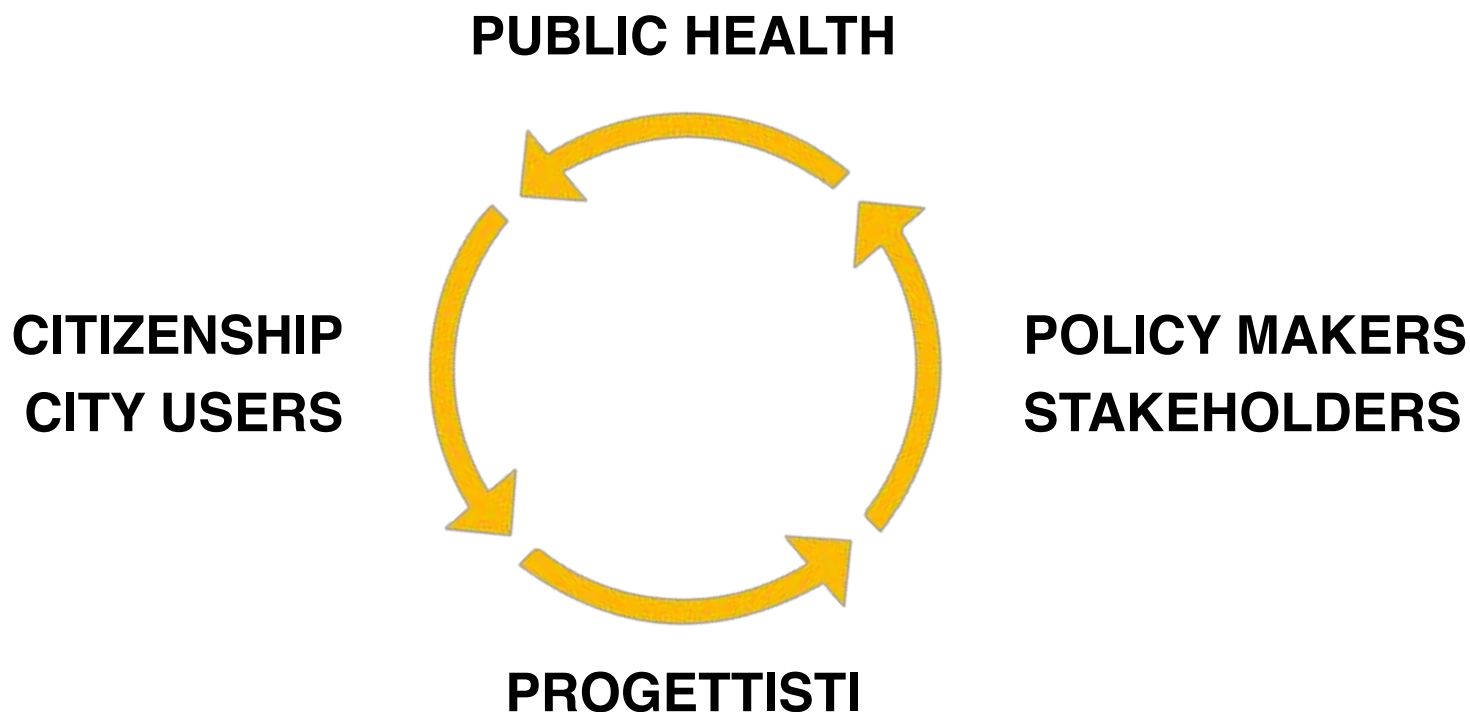 PUBLIC HEALTH
CITIZENSHIP
CITY USERS
POLICY MAKERS
STAKEHOLDERS
PROGETTISTI